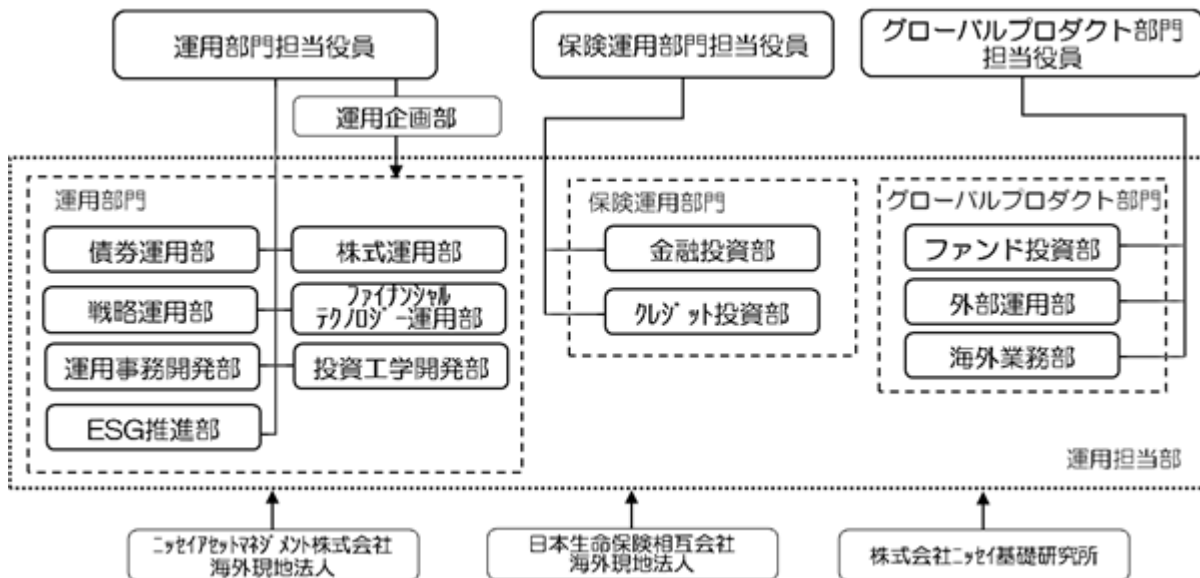 運用部門担当役員
保険運用部門担当役員
グローバルプロダクト部門
担当役員
運用企画部
運用部門
債券運用部
株式運用部
戦略運用部
ファイナンシャル
テクノロジー運用部
運用事務開発部
投資工学開発部
ESG推進部
保険運用部門
金融投資部
クレジット投資部
グローバルプロダクト部門
ファンド投資部
外部運用部
海外業務部
運用担当部
ニッセイアセットマネジメント株式会社
海外現地法人
日本生命保険相互会社
海外現地法人
株式会社ニッセイ基礎研究所